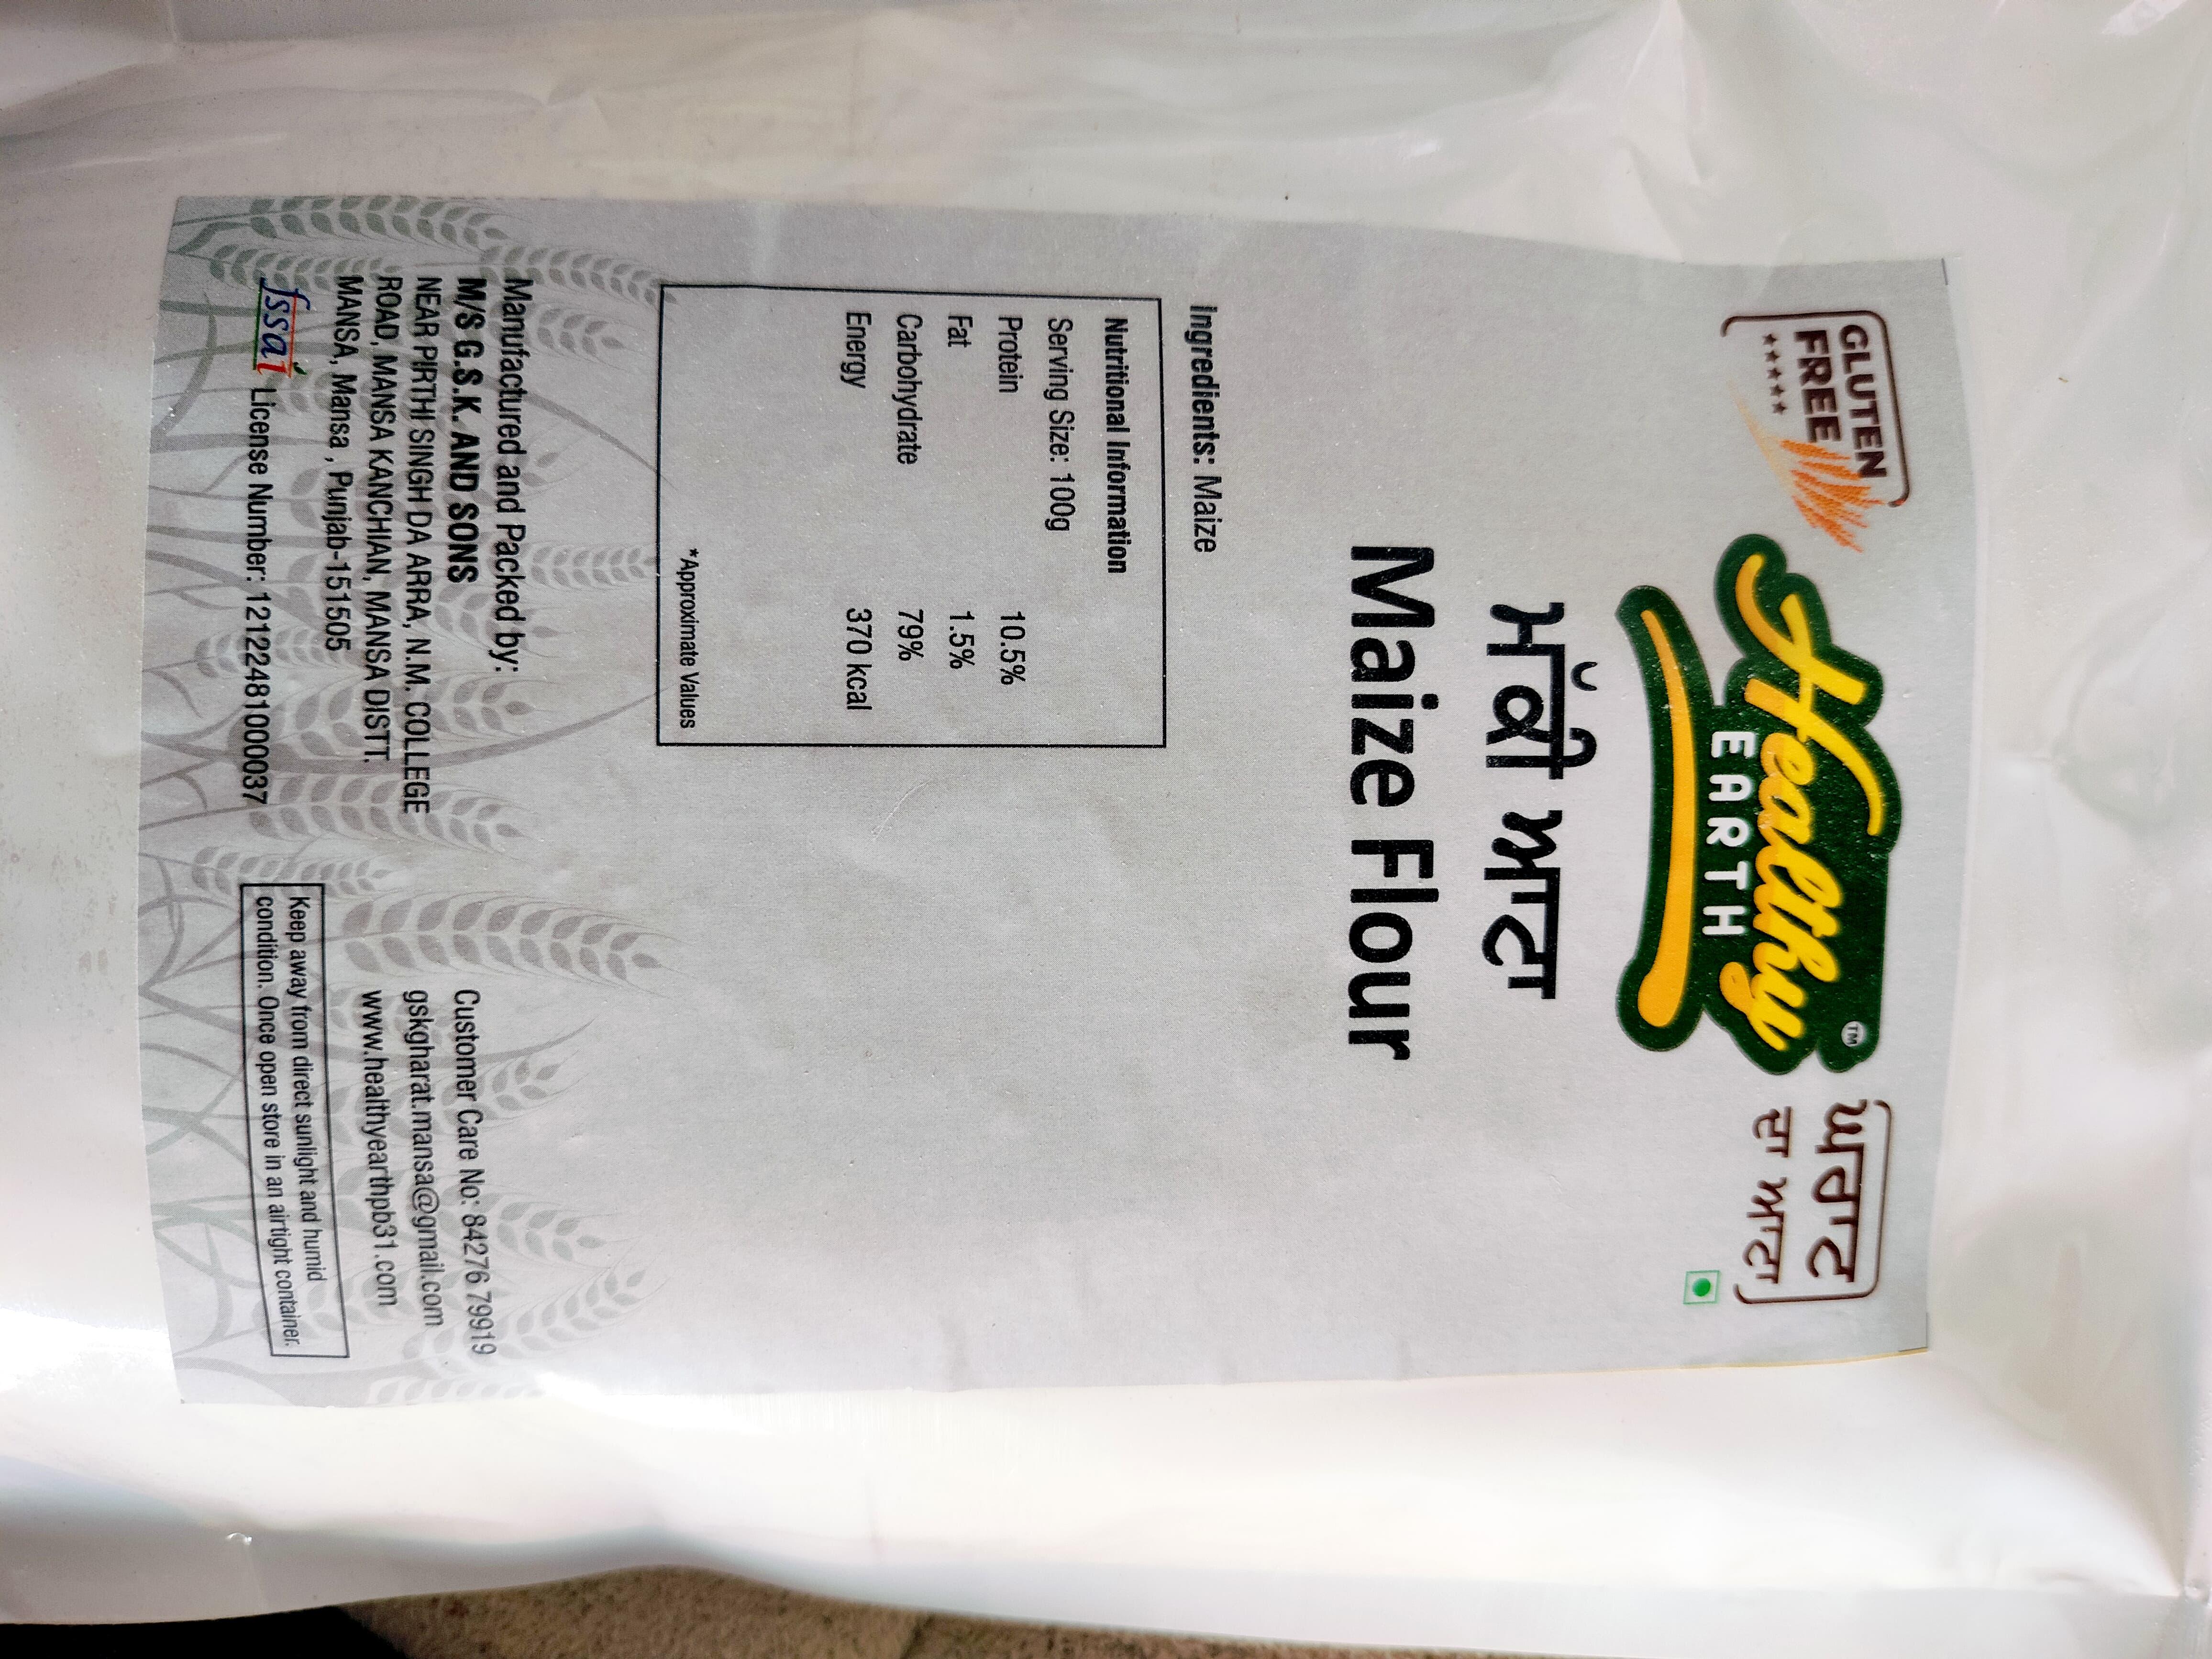 GLUTEN
FREE
Healthy
EARTH
TM
ਘਰਾਟ
ਦਾ ਆਟਾ
ਮੱਕੀ ਆਟਾ
Maize Flour
Ingredients: Maize
Nutritional Information
Serving Size: 100g
Protein 10.5%
Fat 1.5%
Carbohydrate 79%
Energy 370 kcal
*Approximate Values
Manufactured and Packed by:
M/S G.S.K. AND SONS
NEAR PIRTHI SINGH DA ARRA, N.M. COLLEGE
ROAD, MANSA KANCHIAN, MANSA DISTT.
MANSA, Mansa , Punjab-151505
fssai License Number: 12122481000037
Customer Care No: 84276 79919
gskgharat.mansa@gmail.com
www.healthyearthpb31.com
Keep away from direct sunlight and humid
condition. Once open store in an airtight container.